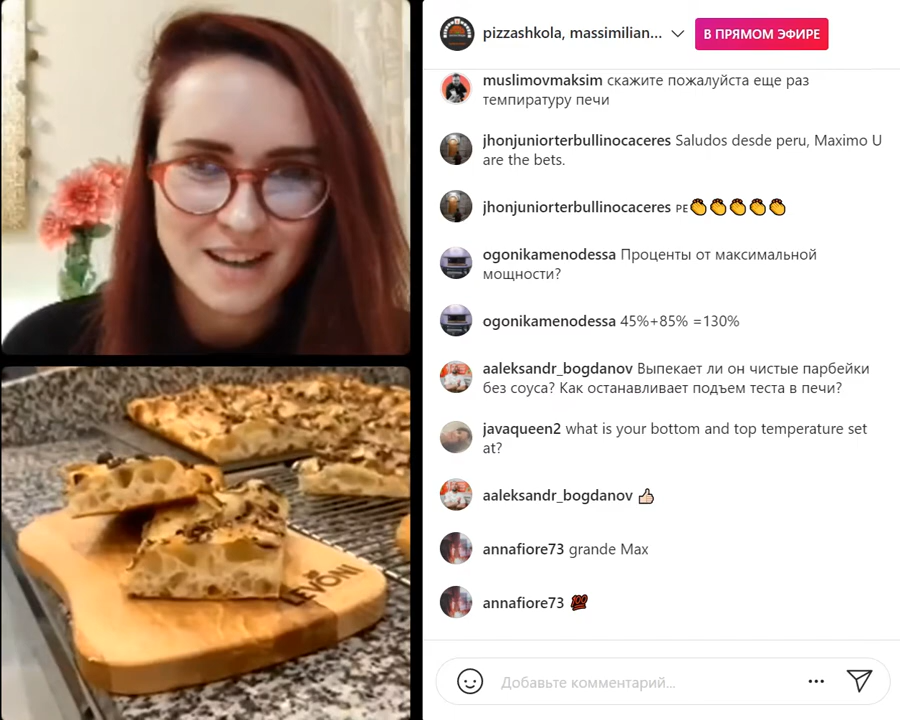 pizzashkola, massimilian...
В ПРЯМОМ ЭФИРЕ
muslimovmaksim скажите пожалуйста еще раз
темпиратуру печи
jhonjuniorterbullinocaceres Saludos desde peru, Maximo U
are the bets.
jhonjuniorterbullinocaceres PE👏👏👏👏👏
ogonikamenodessa Проценты от максимальной
мощности?
ogonikamenodessa 45%+85% =130%
aaleksandr_bogdanov Выпекает ли он чистые парбейки
без соуса? Как останавливает подъем теста в печи?
javaqueen2 what is your bottom and top temperature set
at?
aaleksandr_bogdanov 👍🏻
annafiore73 grande Max
annafiore73 💯
Добавьте комментарий...
LEVONI